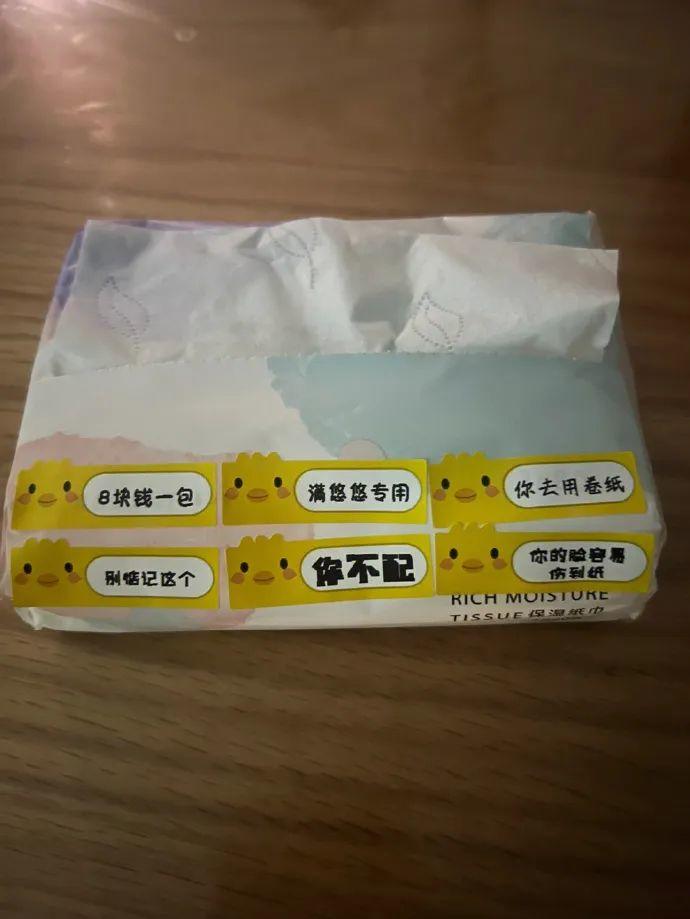 8块钱一包
满悠悠专用
你去用卷纸
别惦记这个
你不配
你的脸容易
伤到纸
RICH MOISTURE
TISSUE 保湿纸巾